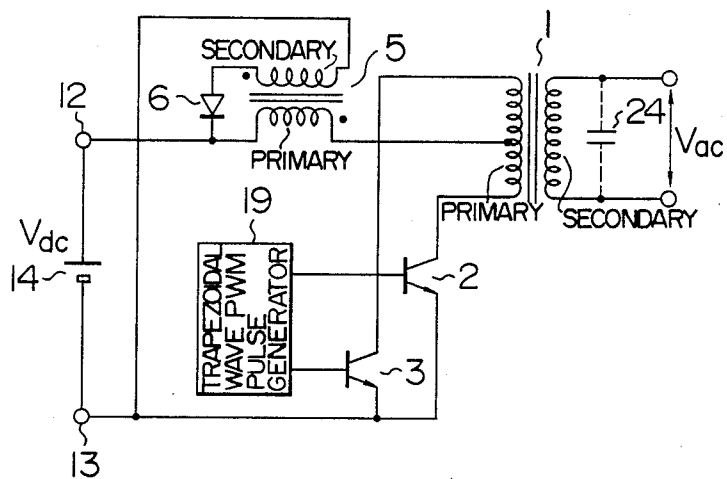 1
SECONDARY
5
6
12
24
Vac
PRIMARY
PRIMARY
SECONDARY
19
Vdc
14
TRAPEZOIDAL
WAVE PWM
PULSE
GENERATOR
2
3
13